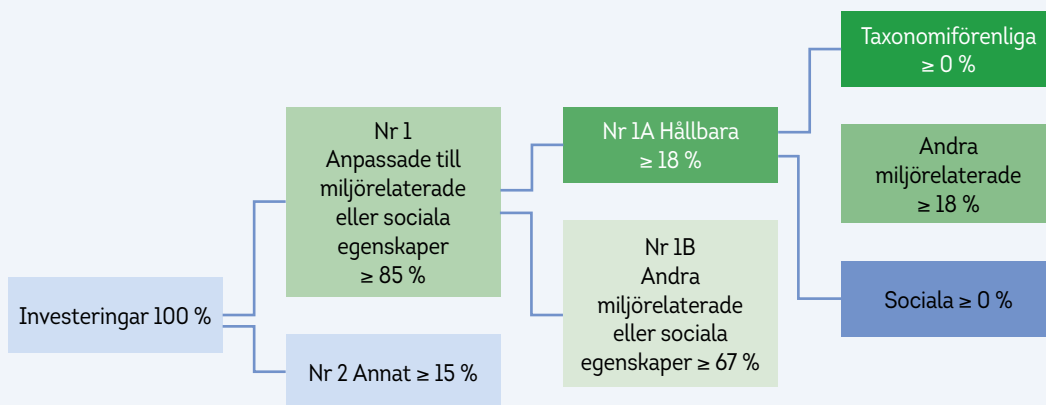 Investeringar 100 %
Nr 1
Anpassade till
miljörelaterade
eller sociala
egenskaper
≥ 85 %
Nr 2 Annat ≥ 15 %
Nr 1A Hållbara
≥ 18 %
Nr 1B
Andra
miljörelaterade
eller sociala
egenskaper ≥ 67 %
Taxonomiförenliga
≥ 0 %
Andra
miljörelaterade
≥ 18 %
Sociala ≥ 0 %